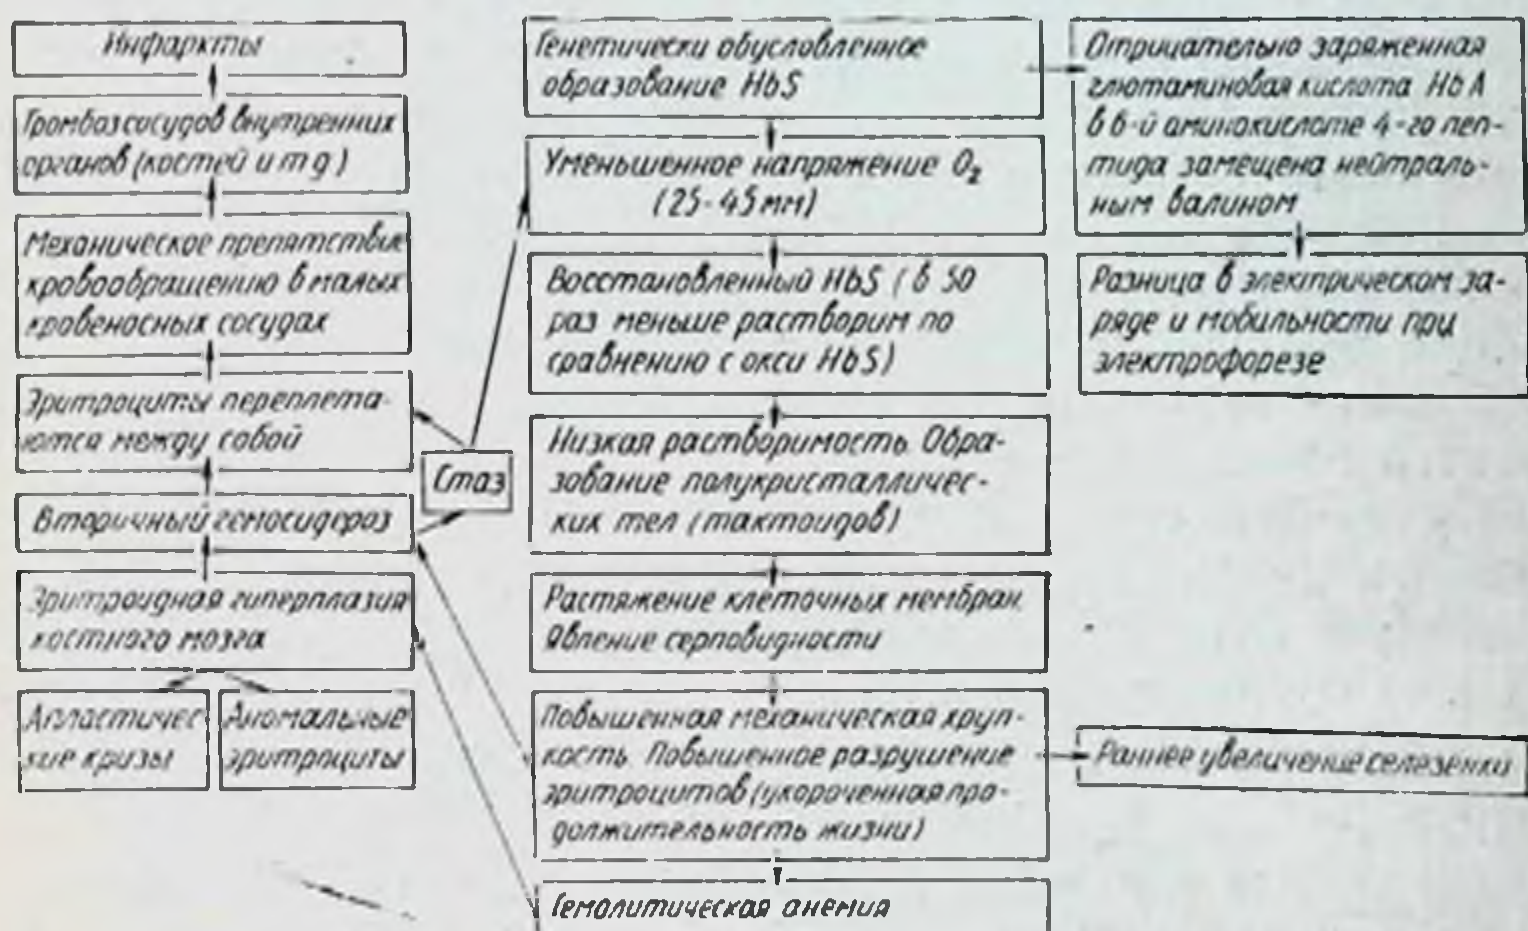 Инфаркты
Тромбоз сосудов внутренних
органов (костей и т д)
Механическое препятствие
кровообращению в малых
кровеносных сосудах
Эритроциты переплета-
ются между собой
Вторичный гемосидероз
Эритроидная гиперплазия
костного мозга
Апластичес-
кие кризы
Аномальные
эритроциты
Стаз
Генетически обусловленное
образование HbS
Уменьшенное напряжение O₂
(25-45 мм)
Восстановленный HbS (в 50
раз меньше растворим по
сравнению с окси HbS)
Низкая растворимость Обра-
зование полукристалличес-
ких тел (тактоидов)
Растяжение клеточных мембран.
Явление серповидности
Повышенная механическая хруп-
кость. Повышенное разрушение
эритроцитов (укороченная про-
должительность жизни)
Гемолитическая анемия
Отрицательно заряженная
глютаминовая кислота Hb A
в 6-й аминокислоте 4-го пеп-
тида замещена нейтраль-
ным валином
Разница в электрическом за-
ряде и мобильности при
электрофорезе
Раннее увеличение селезенки